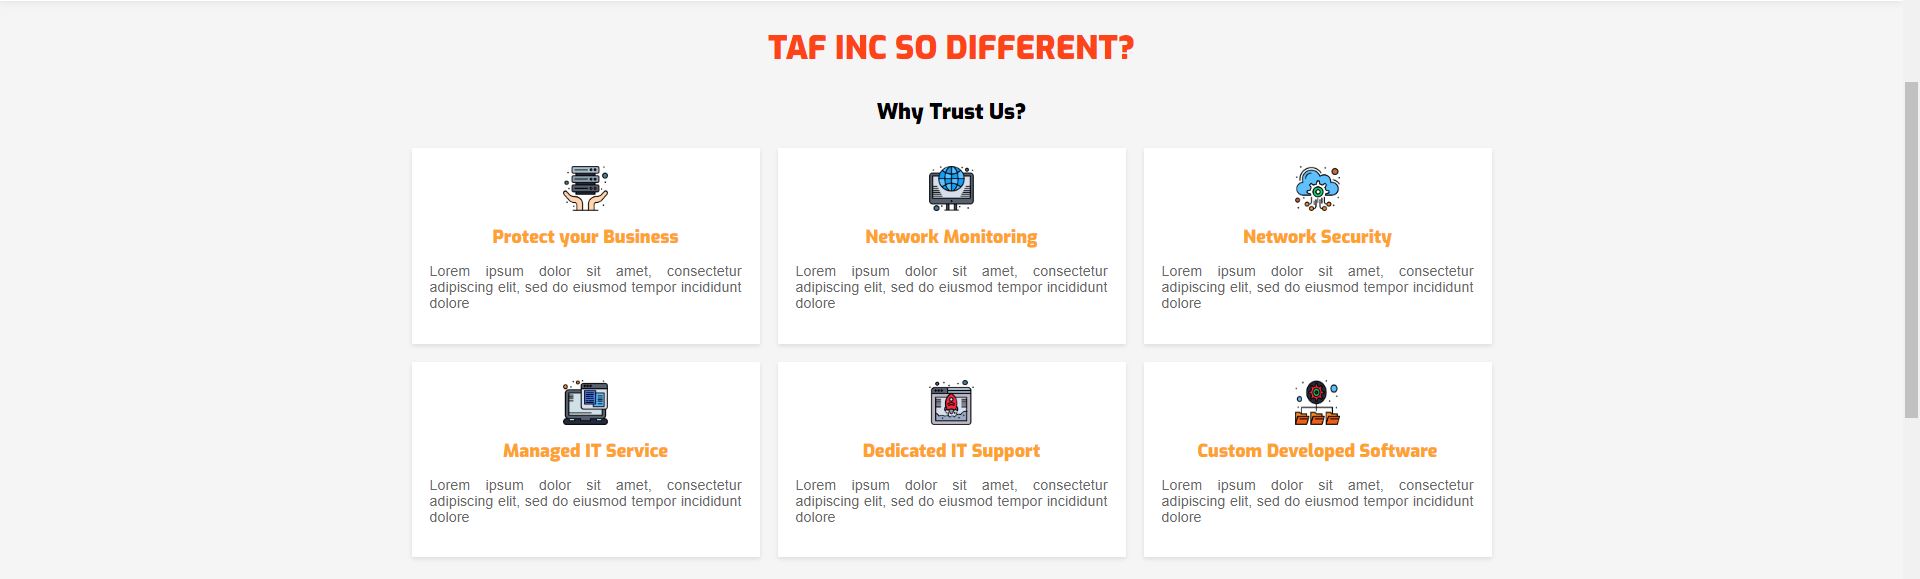 TAF INC SO DIFFERENT?
Why Trust Us?
Protect your Business
Lorem ipsum dolor sit amet, consectetur
adipiscing elit, sed do eiusmod tempor incididunt
dolore
Network Monitoring
Lorem ipsum dolor sit amet, consectetur
adipiscing elit, sed do eiusmod tempor incididunt
dolore
Network Security
Lorem ipsum dolor sit amet, consectetur
adipiscing elit, sed do eiusmod tempor incididunt
dolore
Managed IT Service
Lorem ipsum dolor sit amet, consectetur
adipiscing elit, sed do eiusmod tempor incididunt
dolore
Dedicated IT Support
Lorem ipsum dolor sit amet, consectetur
adipiscing elit, sed do eiusmod tempor incididunt
dolore
Custom Developed Software
Lorem ipsum dolor sit amet, consectetur
adipiscing elit, sed do eiusmod tempor incididunt
dolore